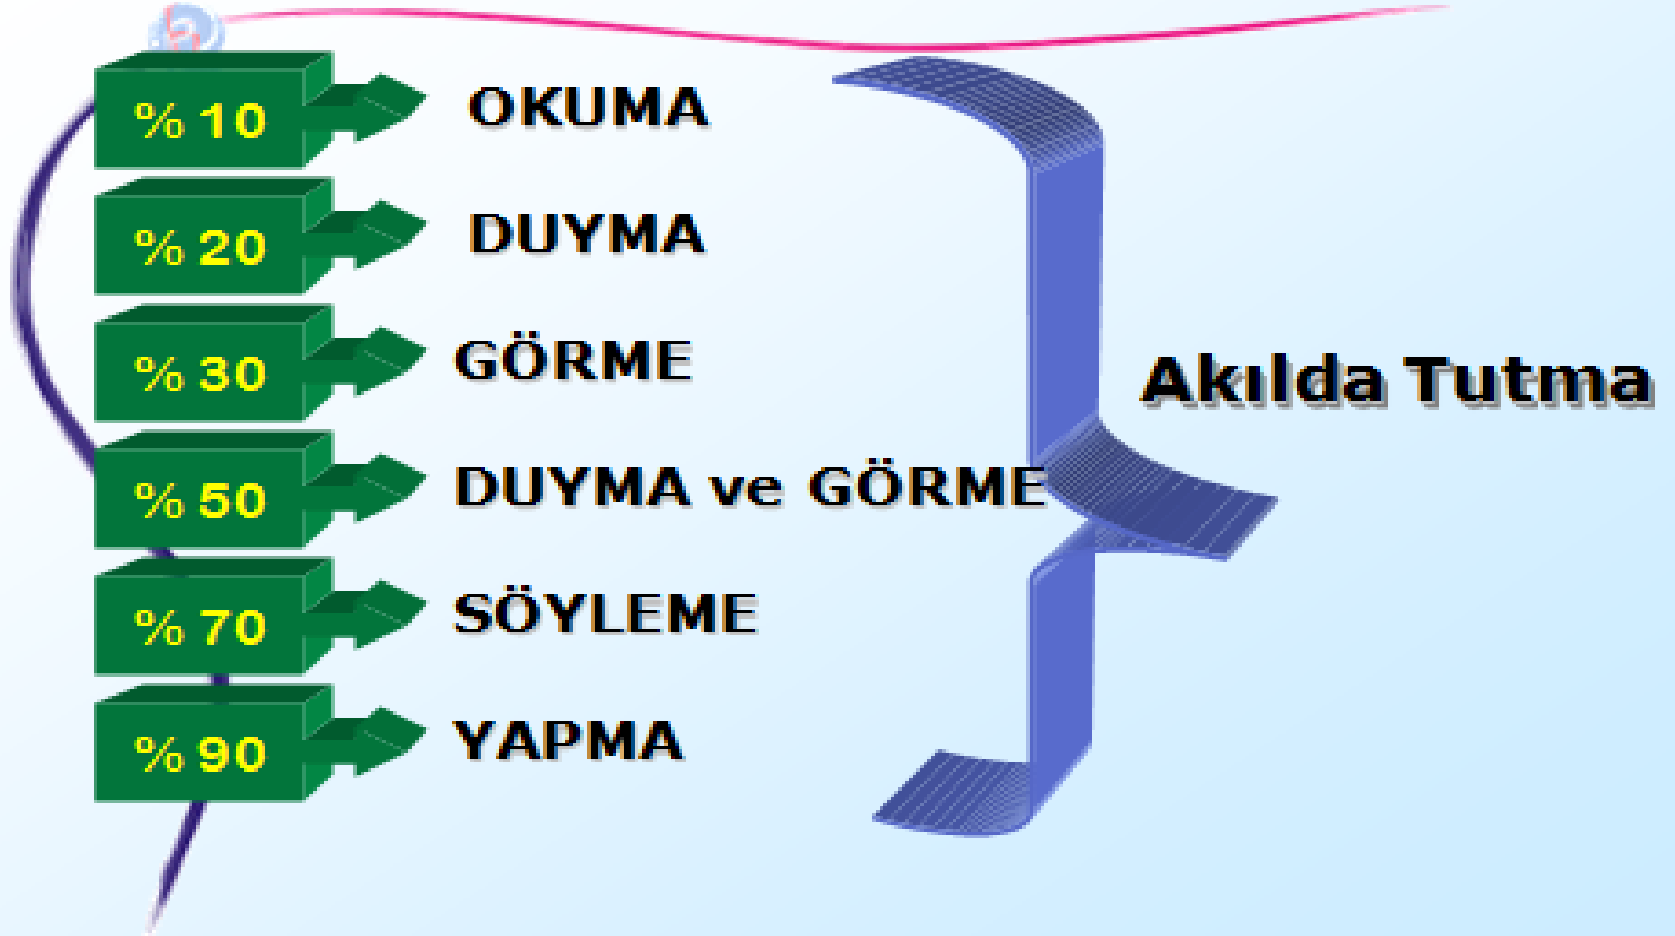 % 10 OKUMA
% 20 DUYMA
% 30 GÖRME
% 50 DUYMA ve GÖRME
% 70 SÖYLEME
% 90 YAPMA
Akılda Tutma